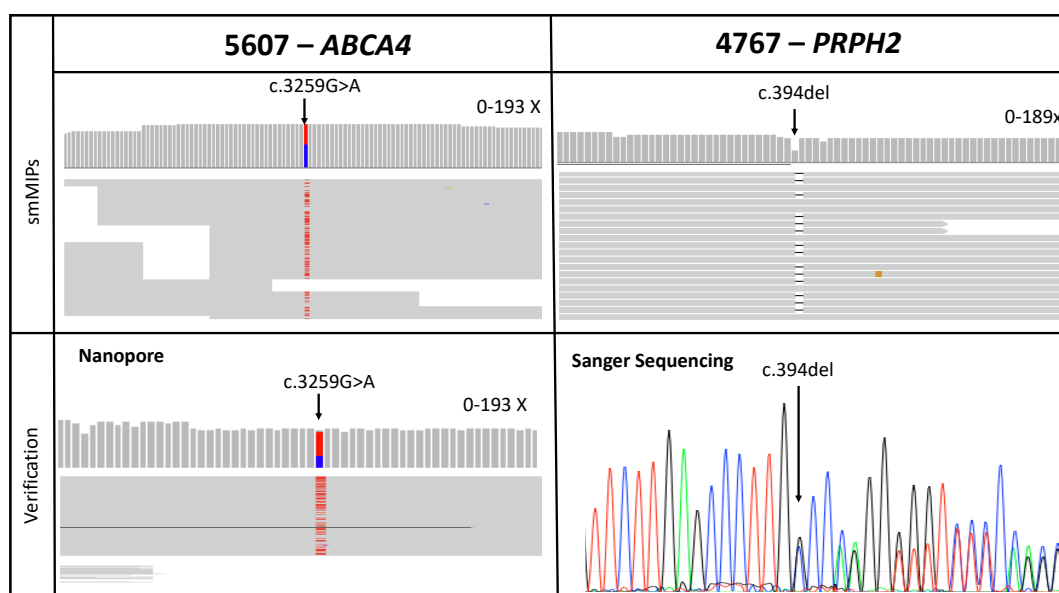 5607 – ABCA4
4767 – PRPH2
smMIPs
c.3259G>A
0-193 X
c.394del
0-189x
Verification
Nanopore
c.3259G>A
0-193 X
Sanger Sequencing
c.394del